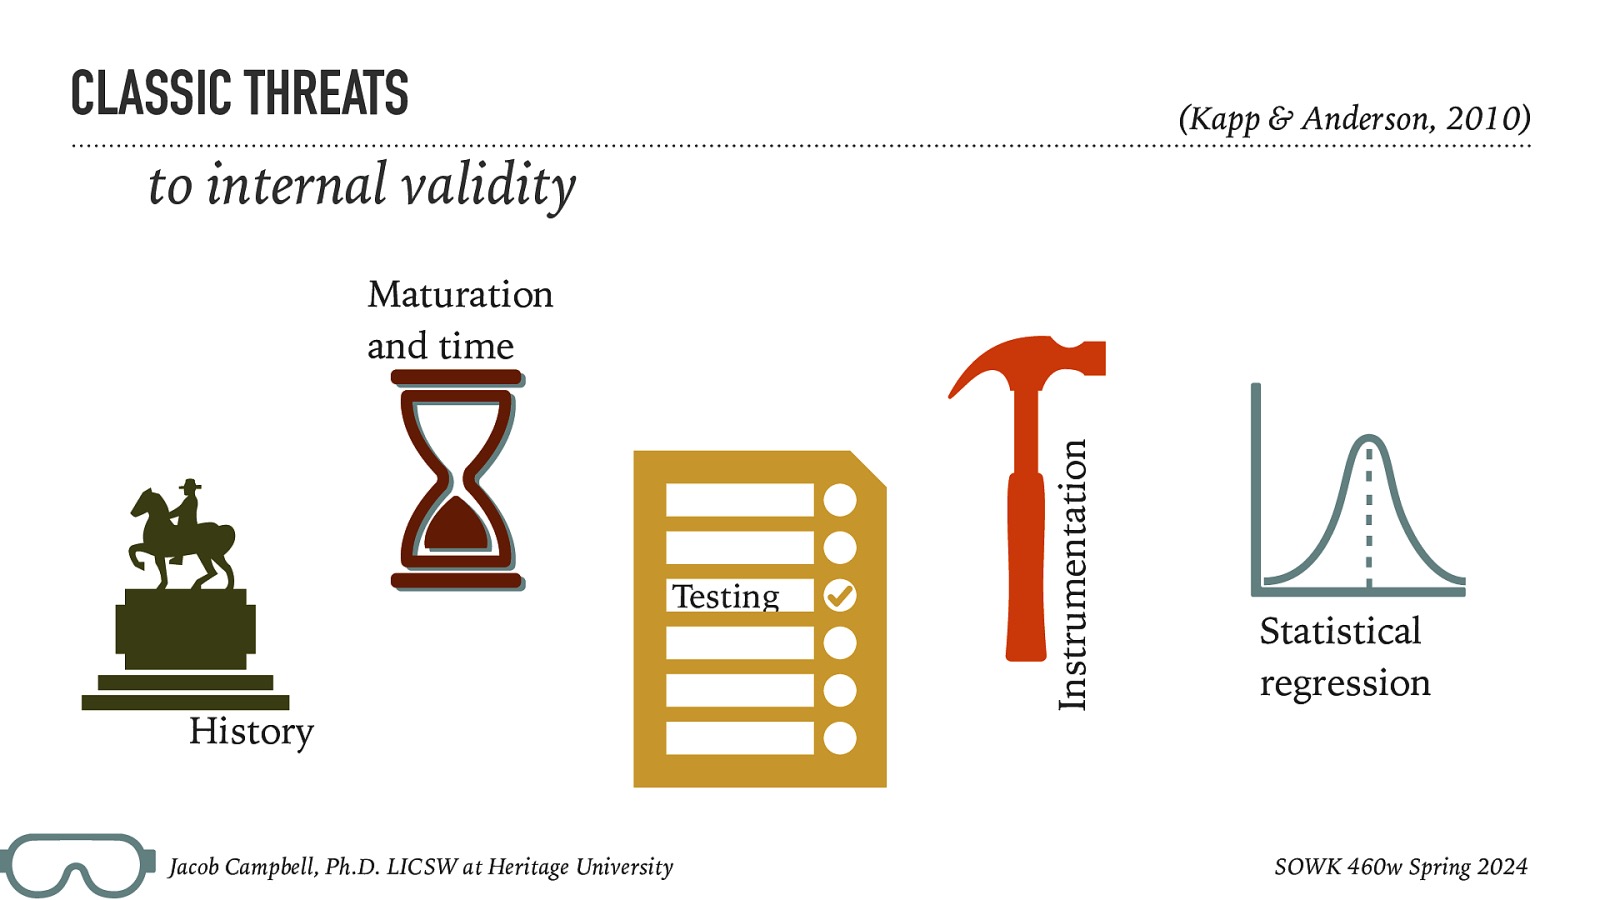 CLASSIC THREATS
(Kapp & Anderson, 2010)
to internal validity
Maturation
and time
Testing
Instrumentation
Statistical
regression
History
Jacob Campbell, Ph.D. LICSW at Heritage University
SOWK 460w Spring 2024